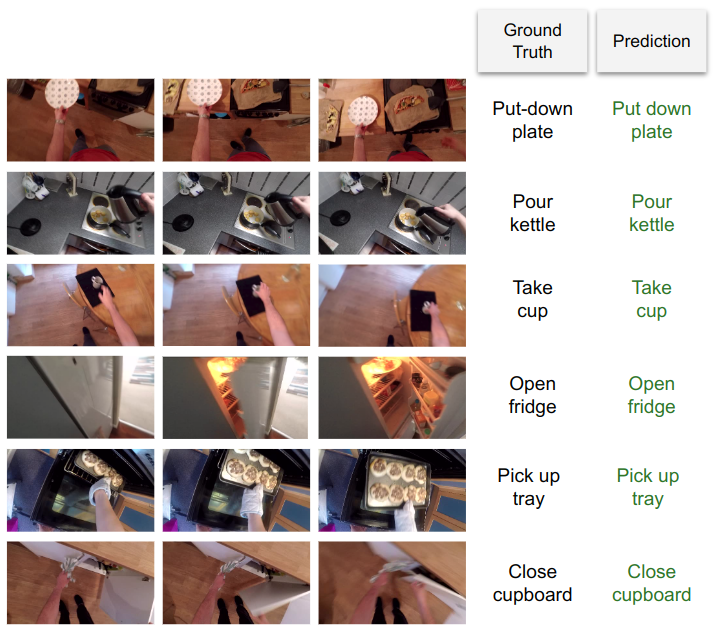 Ground
Truth
Prediction
Put-down
plate
Put down
plate
Pour
kettle
Pour
kettle
Take
cup
Take
cup
Open
fridge
Open
fridge
Pick up
tray
Pick up
tray
Close
cupboard
Close
cupboard